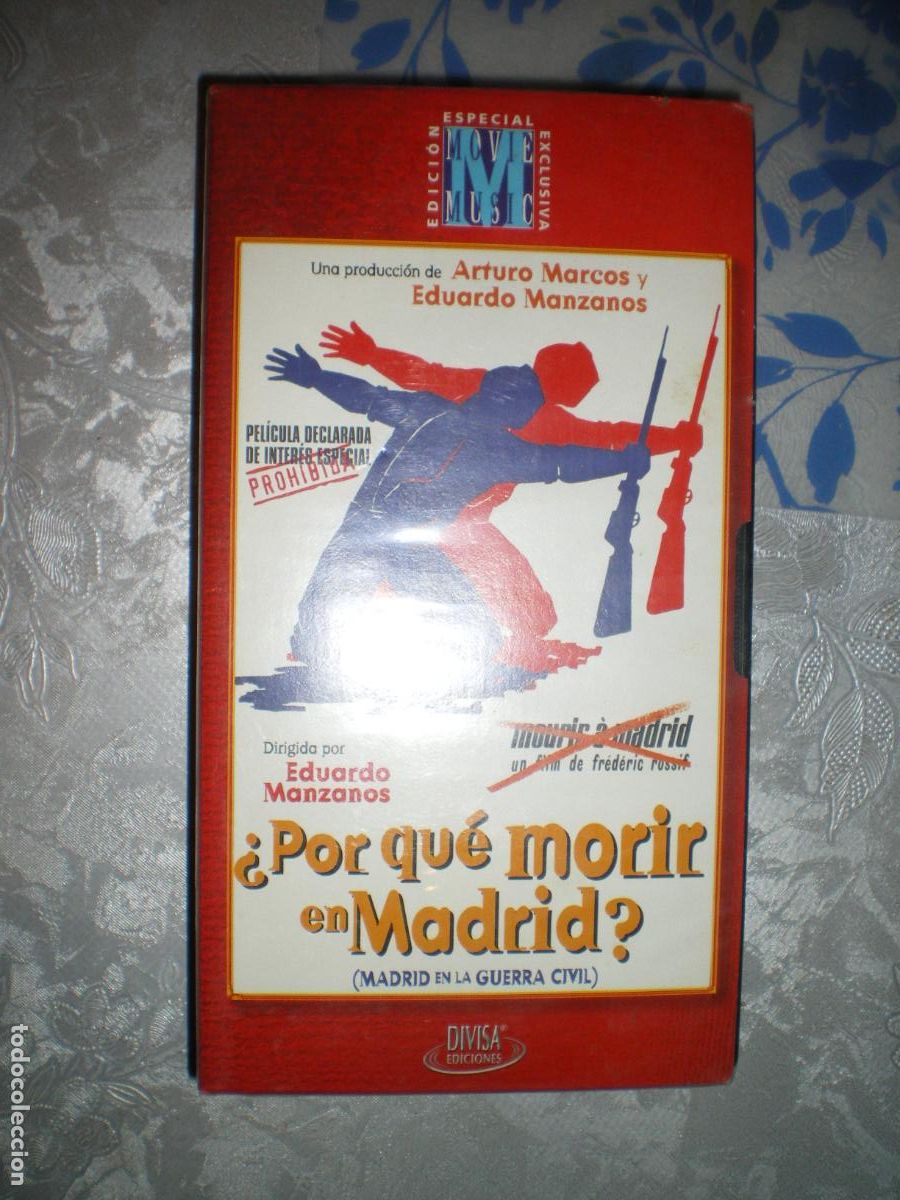 EDICIÓN
ESPECIAL
EXCLUSIVA
MOVIE
M
MUSIC
Una producción de Arturo Marcos y
Eduardo Manzanos
PELÍCULA DECLARADA
DE INTERÉS ESPECIAL
PROHIBIDA
mourir à madrid
un film de frédéric rossif
Dirigida por
Eduardo
Manzanos
¿Por qué morir
en Madrid?
(MADRID EN LA GUERRA CIVIL)
DIVISA®
EDICIONES
todocoleccion